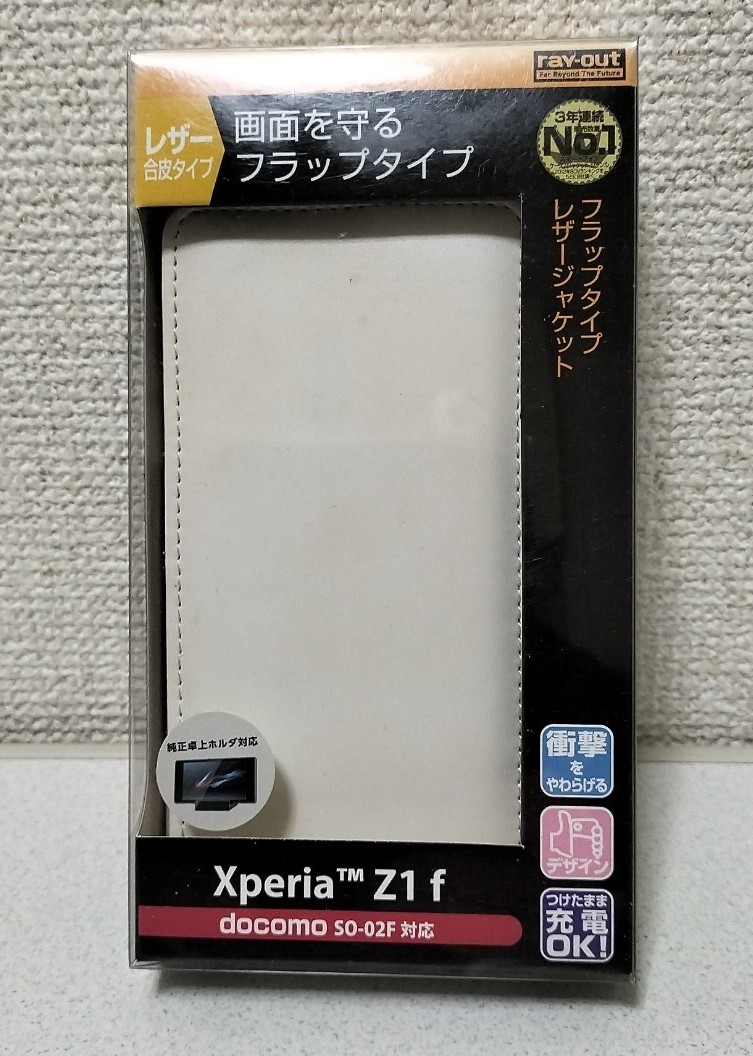 ray-out
Far Beyond The Future
レザー
合皮タイプ
画面を守る
フラップタイプ
3年連続
No.1
フラップタイプ
レザージャケット
純正卓上ホルダ対応
衝撃
を
やわらげる
デザイン
つけたまま
充電
OK!
Xperia™ Z1 f
docomo SO-02F 対応